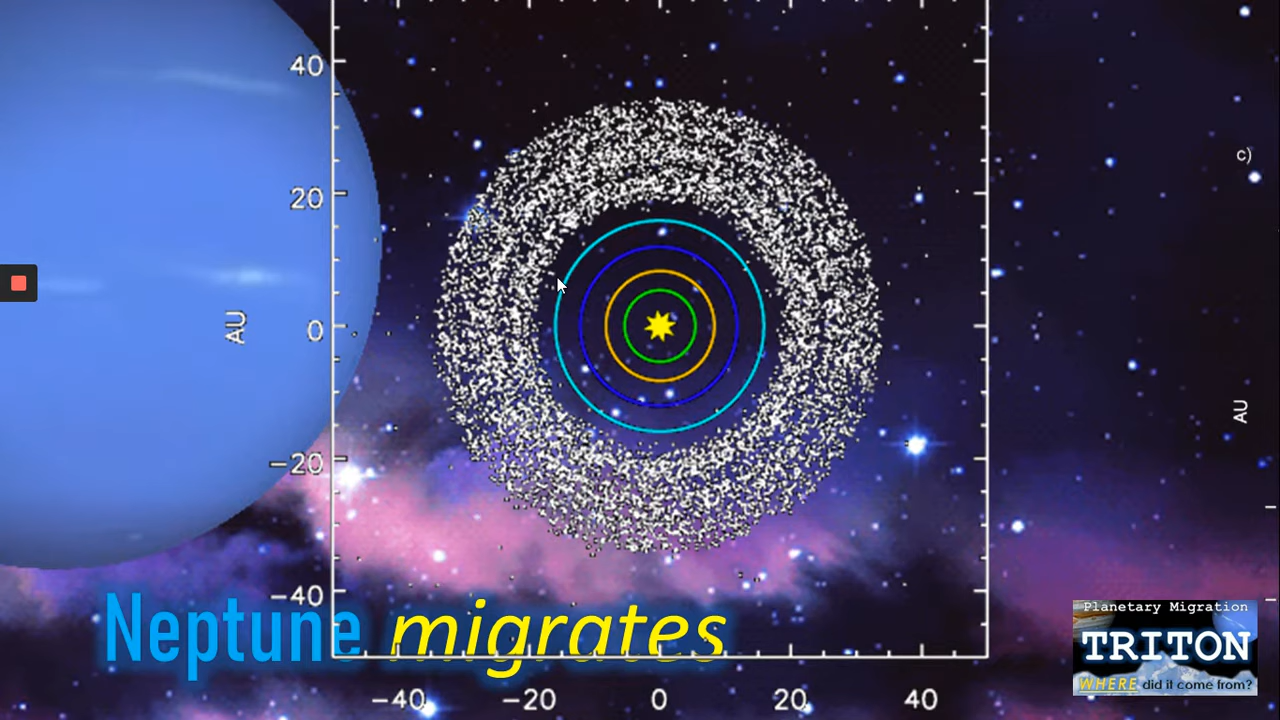 40
20
c)
AU
0
AU
−20
−40
Neptune migrates
−40 −20 0 20 40
Planetary Migration
TRITON
WHERE did it come from?